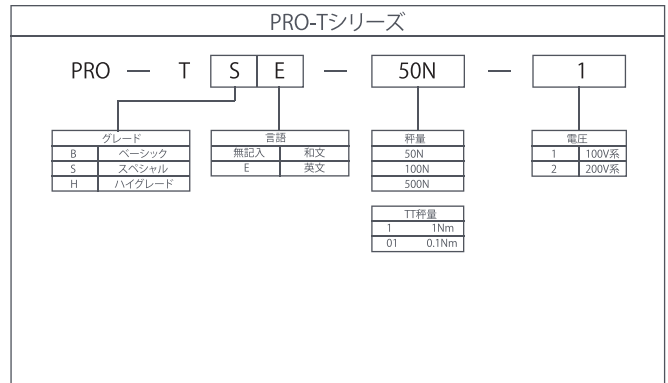 PRO-Tシリーズ
PRO — T S E — 50N — 1
グレード
B ベーシック
S スペシャル
H ハイグレード
言語
無記入 和文
E 英文
秤量
50N
100N
500N
TT秤量
1 1Nm
01 0.1Nm
電圧
1 100V系
2 200V系